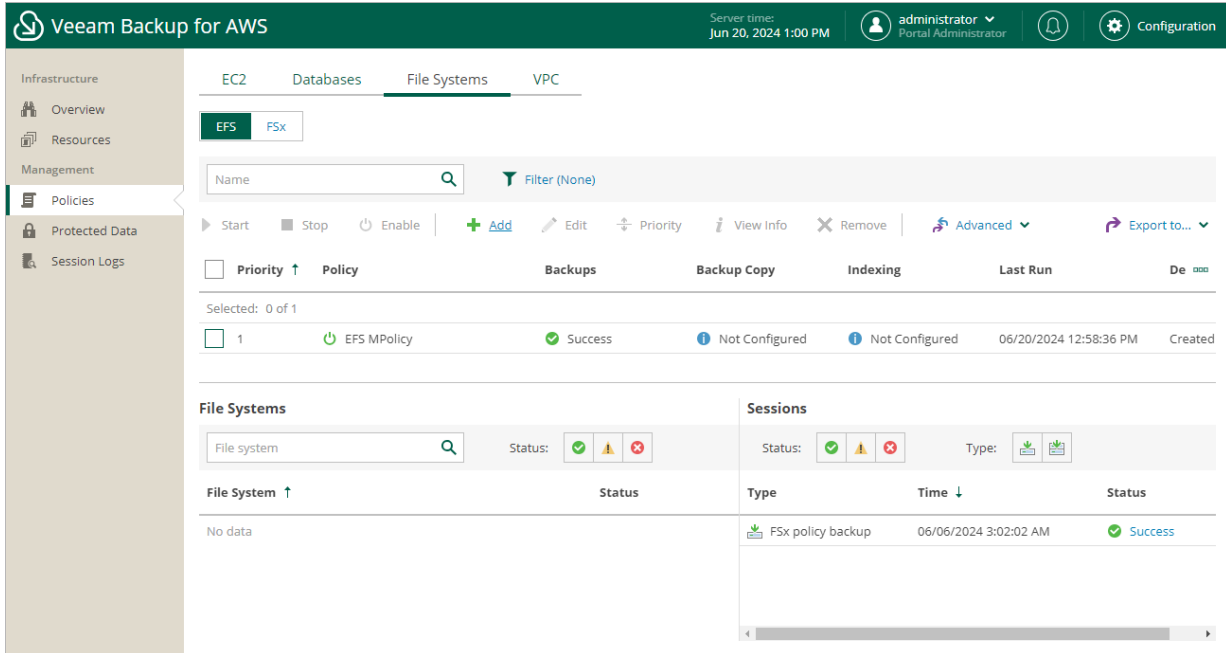 Veeam Backup for AWS
Server time:
Jun 20, 2024 1:00 PM
administrator
Portal Administrator
Configuration
Infrastructure
Overview
Resources
Management
Policies
Protected Data
Session Logs
EC2 Databases File Systems VPC
EFS FSx
Name Filter (None)
Start Stop Enable Add Edit Priority View Info Remove Advanced Export to...
Priority Policy Backups Backup Copy Indexing Last Run De
Selected: 0 of 1
1 EFS MPolicy Success Not Configured Not Configured 06/20/2024 12:58:36 PM Created
File Systems
File system Status:
File System Status
No data
Sessions
Status: Type:
Type Time Status
FSx policy backup 06/06/2024 3:02:02 AM Success